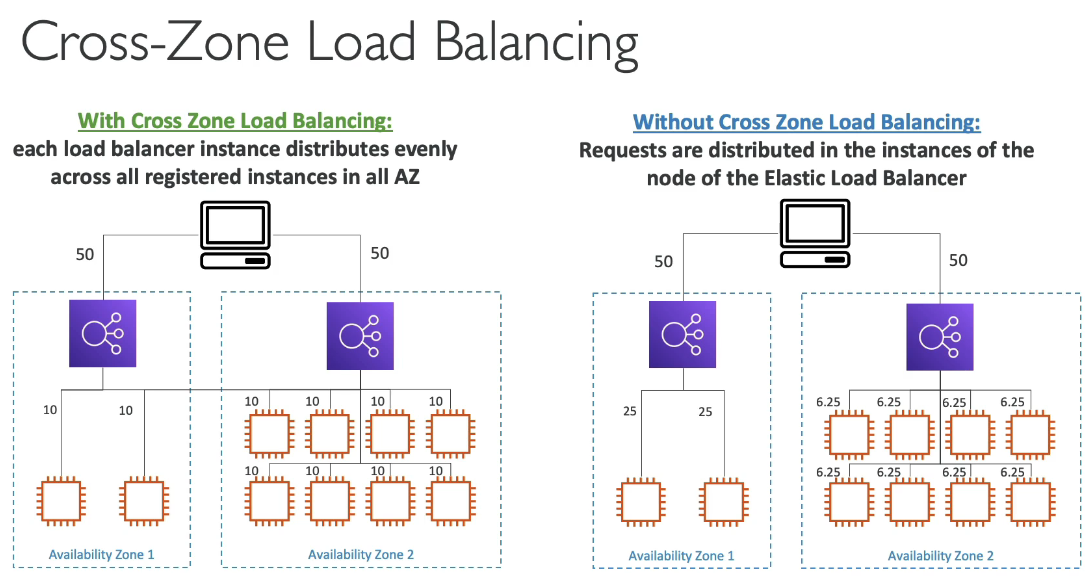 Cross-Zone Load Balancing
With Cross Zone Load Balancing:
each load balancer instance distributes evenly
across all registered instances in all AZ
50
50
10
10
10
10
10
10
10
10
10
10
Availability Zone 1
Availability Zone 2
Without Cross Zone Load Balancing:
Requests are distributed in the instances of the
node of the Elastic Load Balancer
50
50
25
25
6.25
6.25
6.25
6.25
6.25
6.25
6.25
6.25
Availability Zone 1
Availability Zone 2